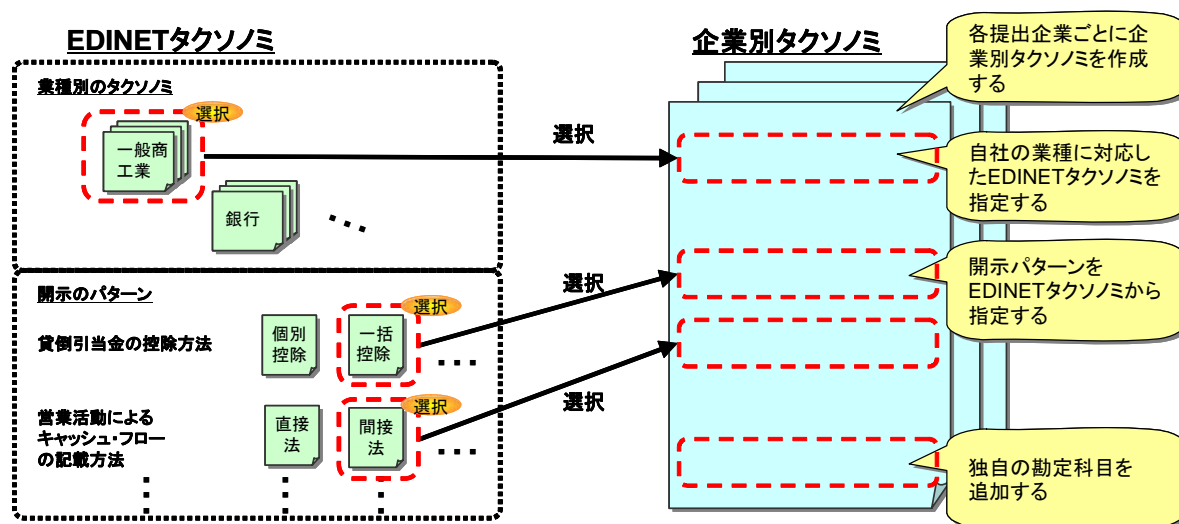 EDINETタクソノミ
業種別のタクソノミ
選択
一般商
工業
銀行
・・・
開示のパターン
選択
貸倒引当金の控除方法
個別
控除
一括
控除
・・・
選択
営業活動による
キャッシュ・フロー
の記載方法
直接
法
間接
法
・・・
選択
選択
選択
企業別タクソノミ
各提出企業ごとに企
業別タクソノミを作成
する
自社の業種に対応し
たEDINETタクソノミを
指定する
開示パターンを
EDINETタクソノミから
指定する
独自の勘定科目を
追加する